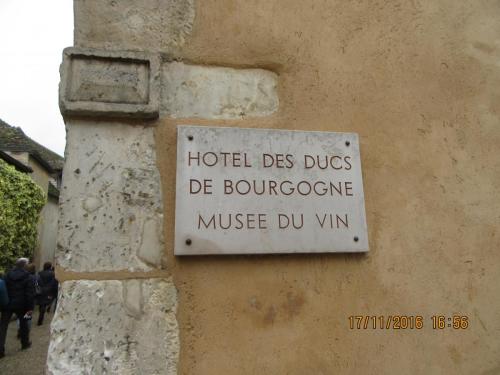 HOTEL DES DUCS
DE BOURGOGNE
MUSEE DU VIN
17/11/2016 16:56